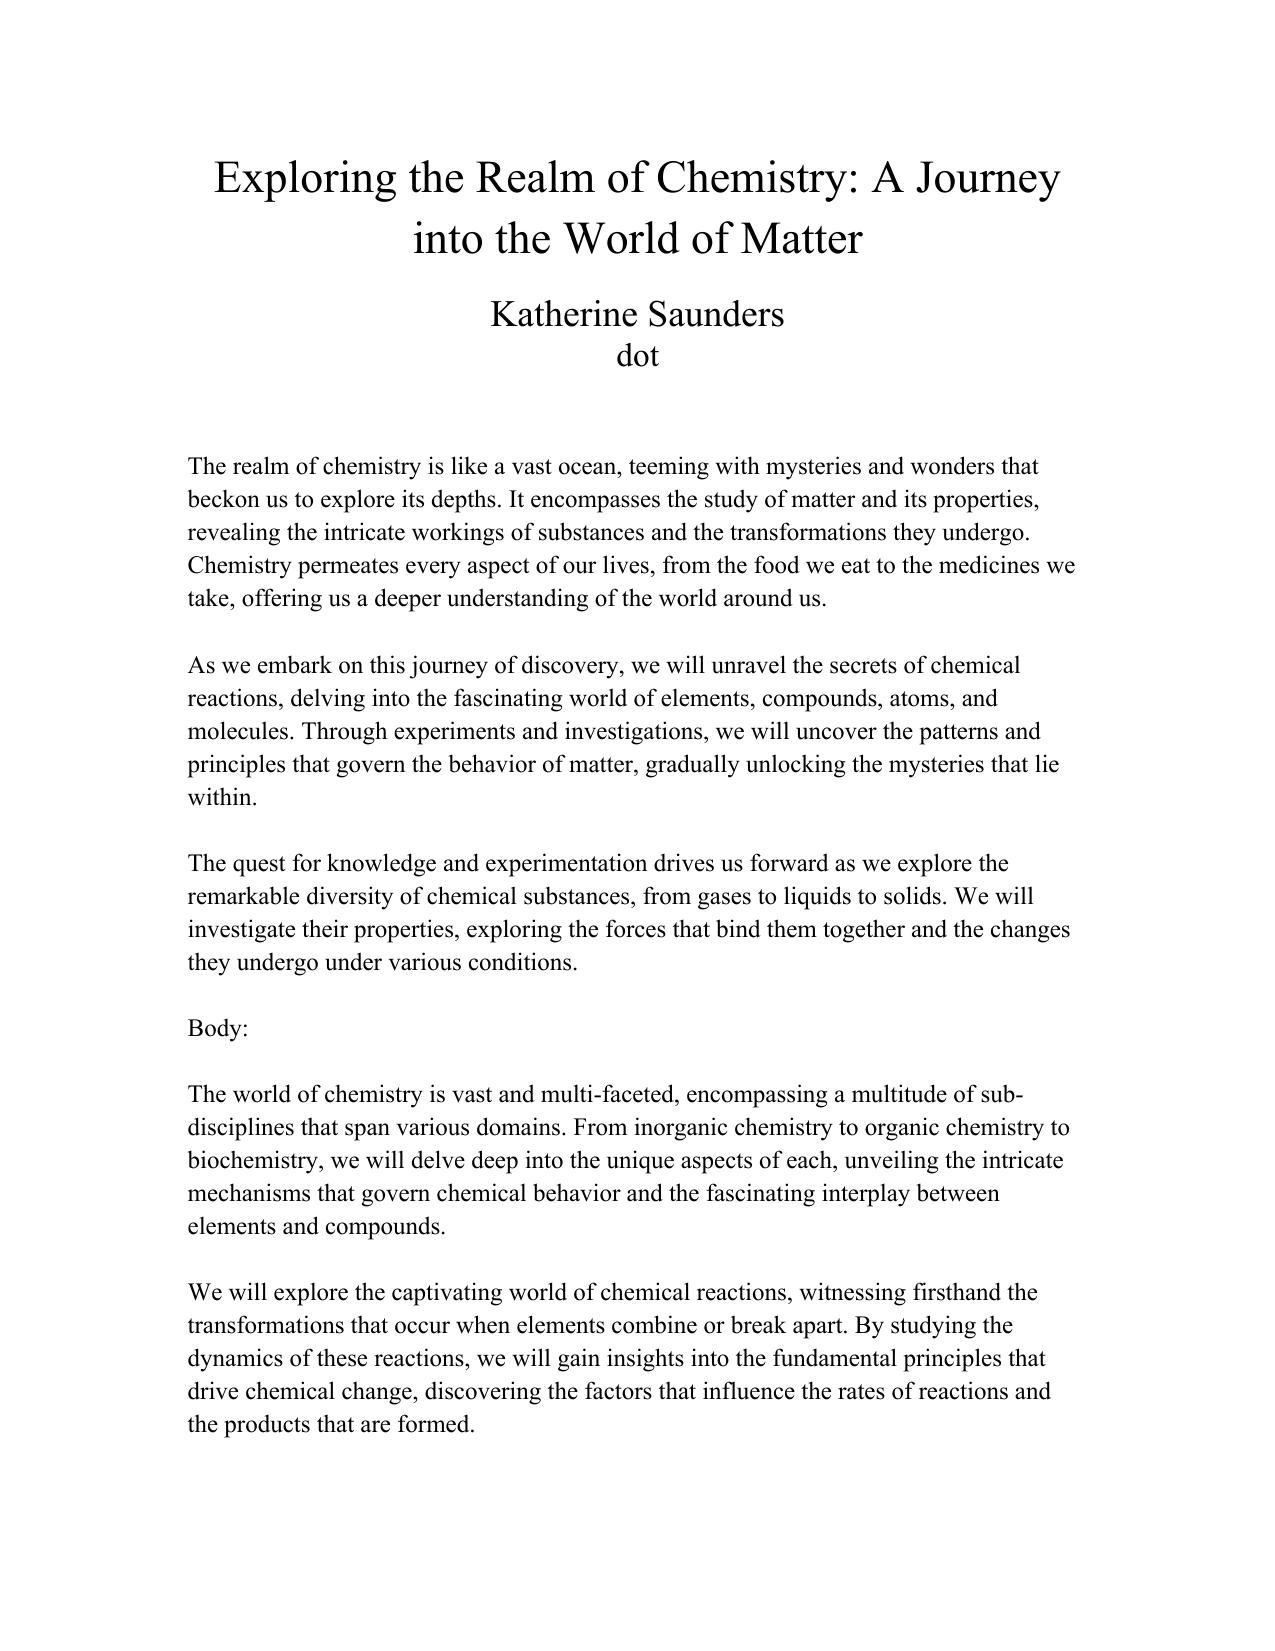 Exploring the Realm of Chemistry: A Journey
into the World of Matter
Katherine Saunders
dot
The realm of chemistry is like a vast ocean, teeming with mysteries and wonders that
beckon us to explore its depths. It encompasses the study of matter and its properties,
revealing the intricate workings of substances and the transformations they undergo.
Chemistry permeates every aspect of our lives, from the food we eat to the medicines we
take, offering us a deeper understanding of the world around us.
As we embark on this journey of discovery, we will unravel the secrets of chemical
reactions, delving into the fascinating world of elements, compounds, atoms, and
molecules. Through experiments and investigations, we will uncover the patterns and
principles that govern the behavior of matter, gradually unlocking the mysteries that lie
within.
The quest for knowledge and experimentation drives us forward as we explore the
remarkable diversity of chemical substances, from gases to liquids to solids. We will
investigate their properties, exploring the forces that bind them together and the changes
they undergo under various conditions.
Body:
The world of chemistry is vast and multi-faceted, encompassing a multitude of sub-
disciplines that span various domains. From inorganic chemistry to organic chemistry to
biochemistry, we will delve deep into the unique aspects of each, unveiling the intricate
mechanisms that govern chemical behavior and the fascinating interplay between
elements and compounds.
We will explore the captivating world of chemical reactions, witnessing firsthand the
transformations that occur when elements combine or break apart. By studying the
dynamics of these reactions, we will gain insights into the fundamental principles that
drive chemical change, discovering the factors that influence the rates of reactions and
the products that are formed.